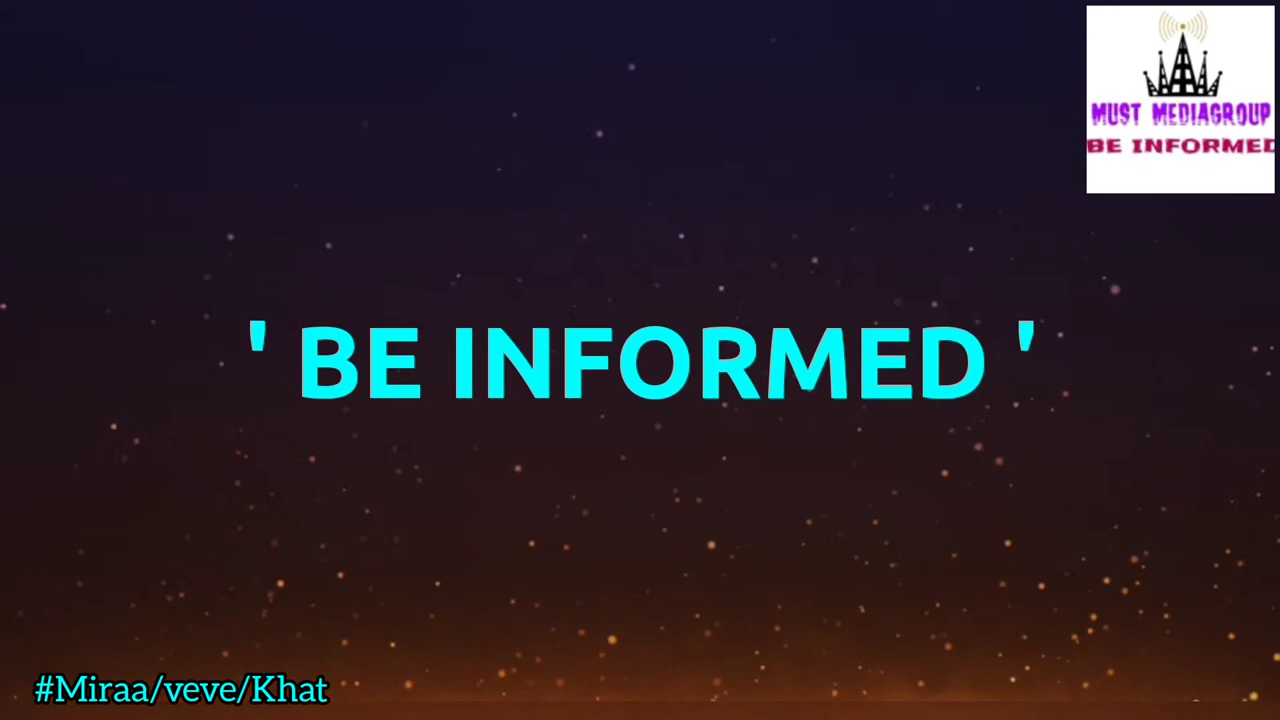 MUST MEDIAGROUP
BE INFORMED
' BE INFORMED '
#Miraa/veve/Khat